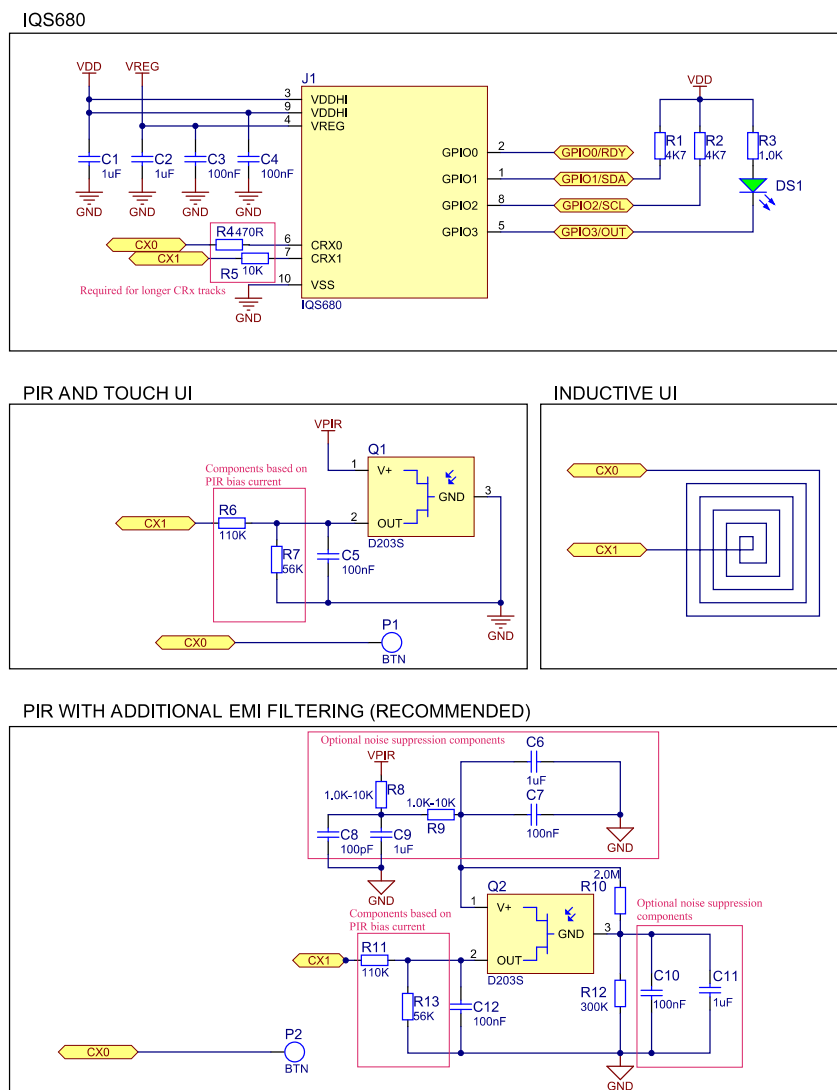 IQS680
VDD
VREG
J1
3
VDDHI
9
VDDHI
4
VREG
C1
1uF
C2
1uF
C3
100nF
C4
100nF
GND
GND
GND
GND
GPIO0
2
GPIO0/RDY
GPIO1
1
GPIO1/SDA
GPIO2
8
GPIO2/SCL
GPIO3
5
GPIO3/OUT
VDD
R1
4K7
R2
4K7
R3
1.0K
DS1
CX0
R4
470R
6
CRX0
CX1
R5
10K
7
CRX1
10
VSS
Required for longer CRx tracks
GND
IQS680
PIR AND TOUCH UI
VPIR
Q1
1
V+
GND
3
2
OUT
D203S
Components based on
PIR bias current
CX1
R6
110K
R7
56K
C5
100nF
GND
CX0
P1
BTN
INDUCTIVE UI
CX0
CX1
PIR WITH ADDITIONAL EMI FILTERING (RECOMMENDED)
Optional noise suppression components
VPIR
R8
1.0K-10K
1.0K-10K
R9
C6
1uF
C7
100nF
C8
100pF
C9
1uF
GND
GND
2.0M
R10
Q2
1
V+
GND
3
2
OUT
D203S
Optional noise suppression
components
Components based on
PIR bias current
CX1
R11
110K
R13
56K
C12
100nF
R12
300K
C10
100nF
C11
1uF
GND
CX0
P2
BTN